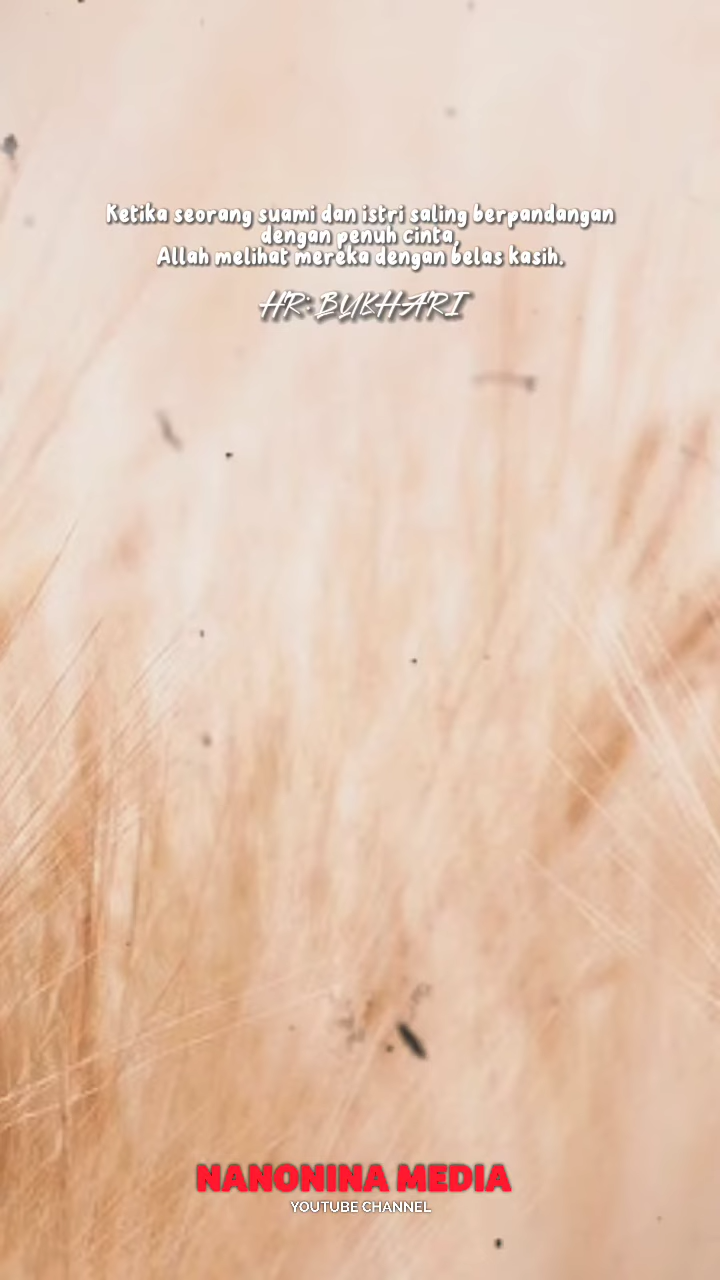 Ketika seorang suami dan istri saling berpandangan
dengan penuh cinta,
Allah melihat mereka dengan belas kasih.
HR: BUKHARI
NANONINA MEDIA
YOUTUBE CHANNEL